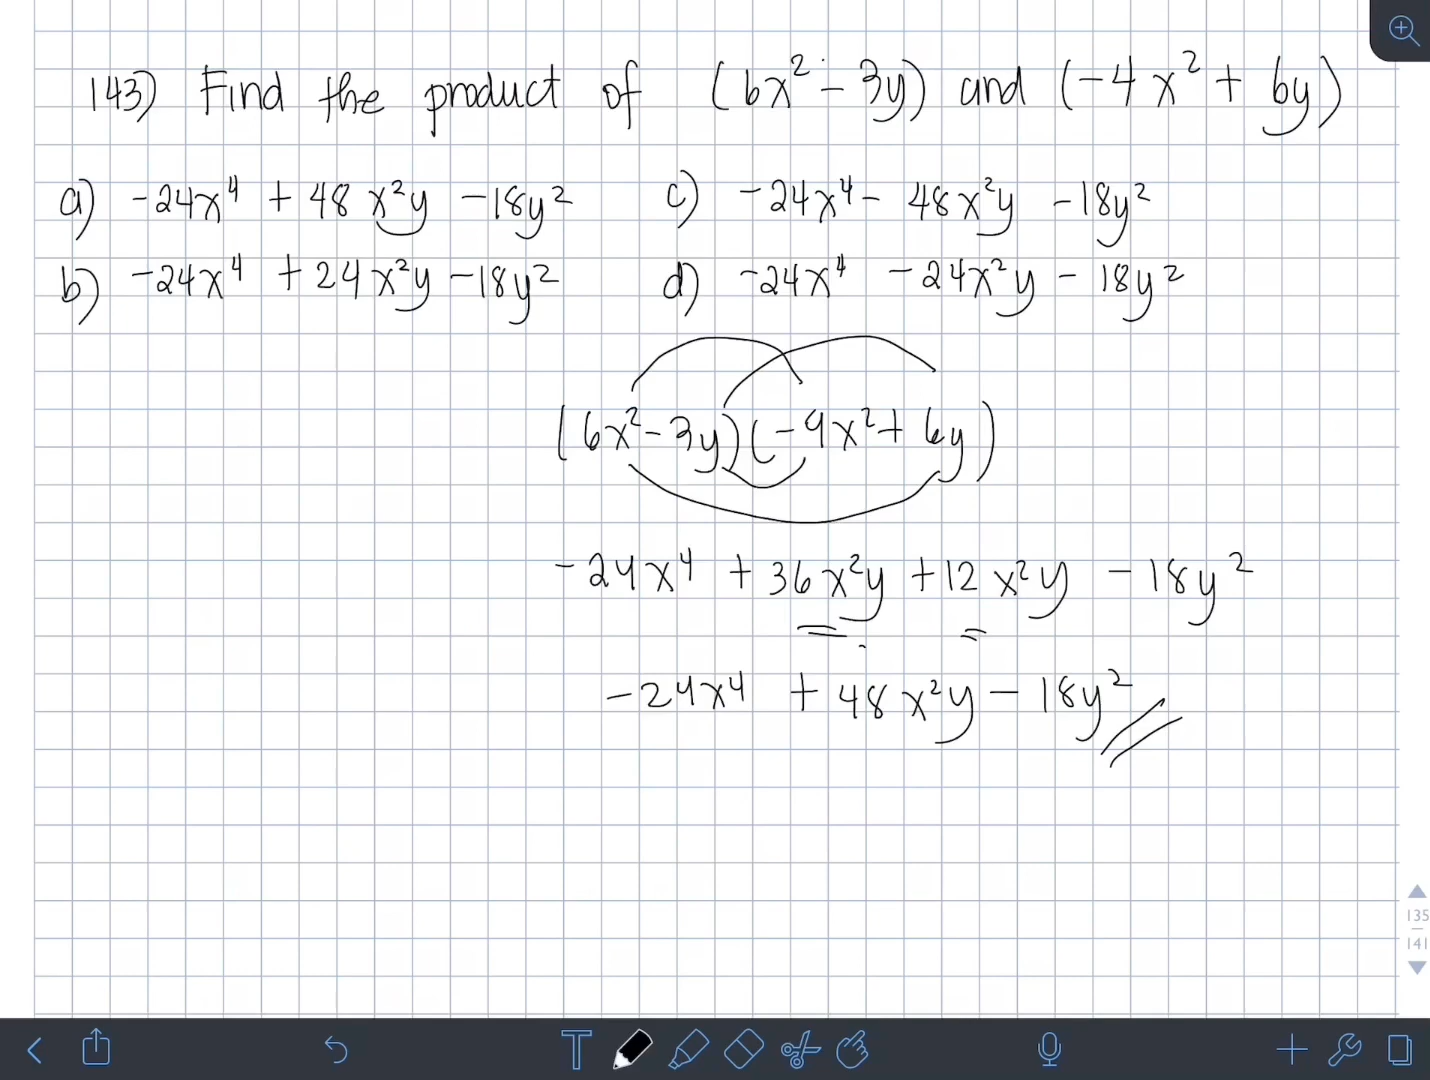 143) Find the product of (6x² - 3y) and (-4x² + 6y)
a) -24x⁴ + 48x²y - 18y² c) -24x⁴ - 48x²y - 18y²
b) -24x⁴ + 24x²y - 18y² d) -24x⁴ - 24x²y - 18y²
(6x² - 3y)(-4x² + 6y)
-24x⁴ + 36x²y + 12x²y - 18y²
-24x⁴ + 48x²y - 18y²
135
141
T